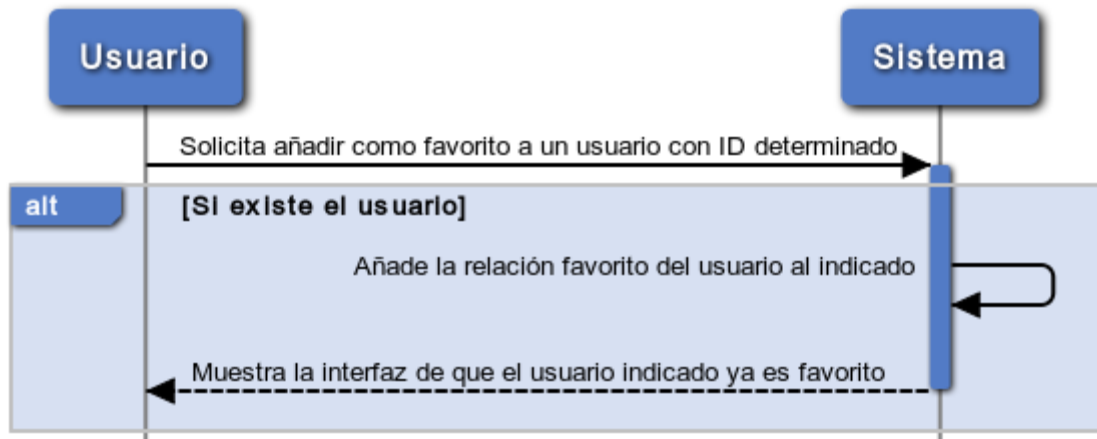 Usuario
Sistema
Solicita añadir como favorito a un usuario con ID determinado
alt
[Si existe el usuario]
Añade la relación favorito del usuario al indicado
Muestra la interfaz de que el usuario indicado ya es favorito